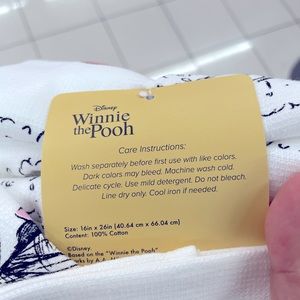 Disney
Winnie
the Pooh
Care Instructions:
Wash separately before first use with like colors.
Dark colors may bleed. Machine wash cold.
Delicate cycle. Use mild detergent. Do not bleach.
Line dry only. Cool iron if needed.
Size: 16in x 26in (40.64 cm x 66.04 cm)
Content: 100% Cotton
©Disney
Based on the "Winnie the Pooh"
by A.A.